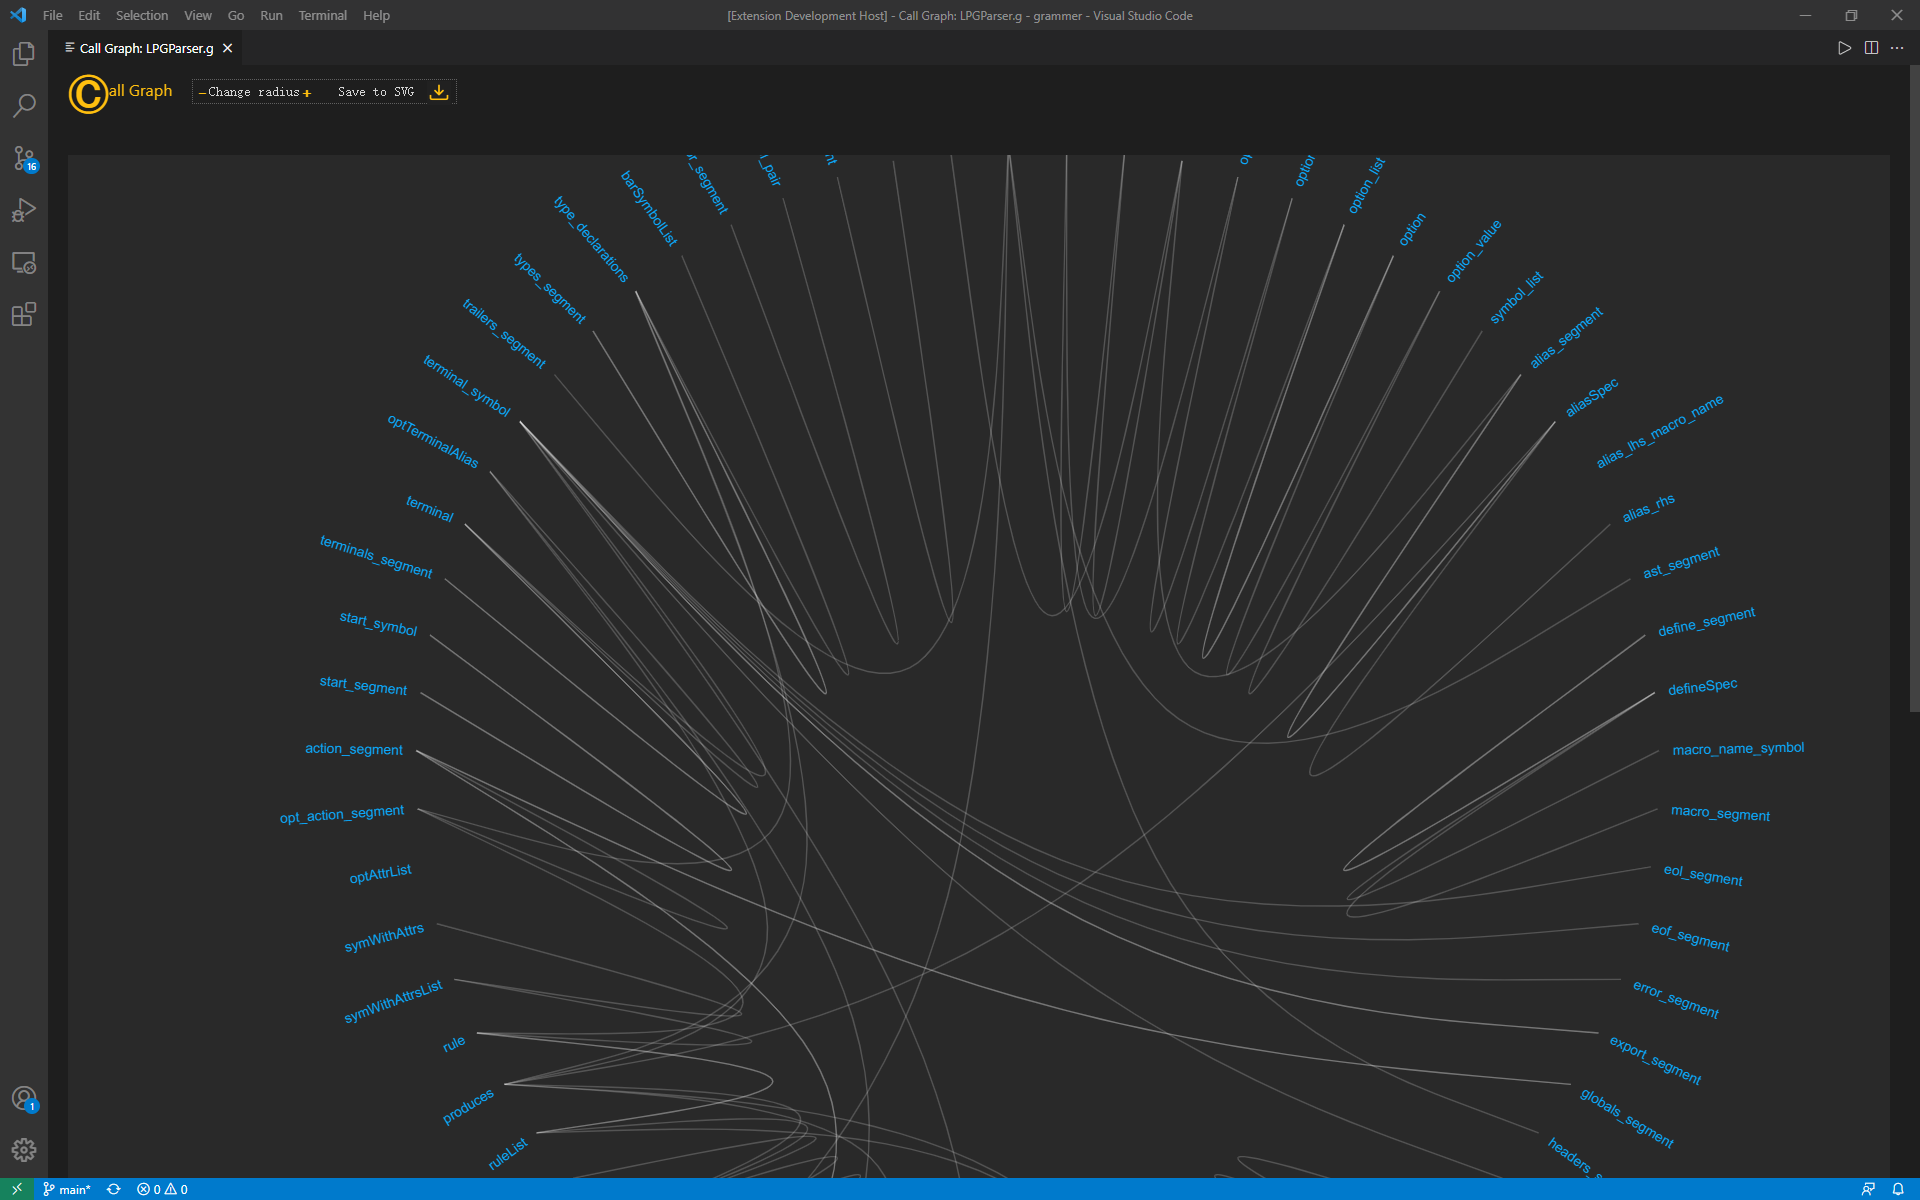 File Edit Selection View Go Run Terminal Help
[Extension Development Host] - Call Graph: LPGParser.g - grammer - Visual Studio Code
Call Graph: LPGParser.g
Call Graph
−Change radius+ Save to SVG
option_list
option
option_value
symbol_list
alias_segment
aliasSpec
alias_lhs_macro_name
alias_rhs
ast_segment
define_segment
defineSpec
macro_name_symbol
macro_segment
eol_segment
eof_segment
error_segment
export_segment
globals_segment
headers_s
barSymbolList
type_declarations
types_segment
trailers_segment
terminal_symbol
optTerminalAlias
terminal
terminals_segment
start_symbol
start_segment
action_segment
opt_action_segment
optAttrList
symWithAttrs
symWithAttrsList
rule
produces
ruleList
r_segment
_pair
nt
op
option
16
1
main*
0 0